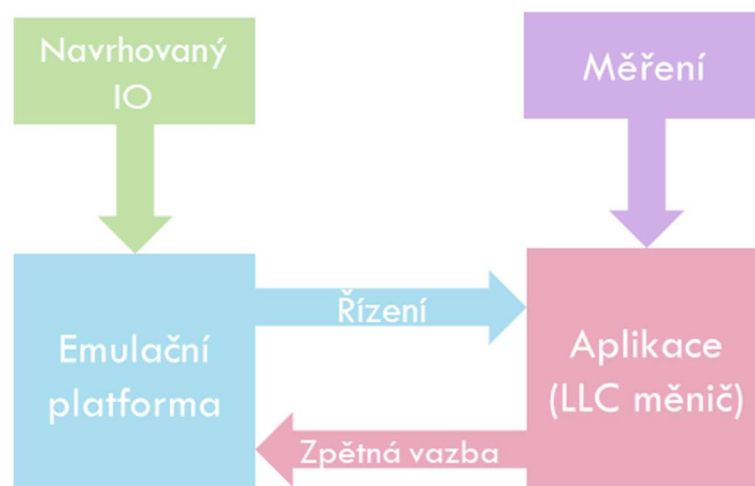 Navrhovaný
IO
Měření
Řízení
Emulační
platforma
Aplikace
(LLC měnič)
Zpětná vazba